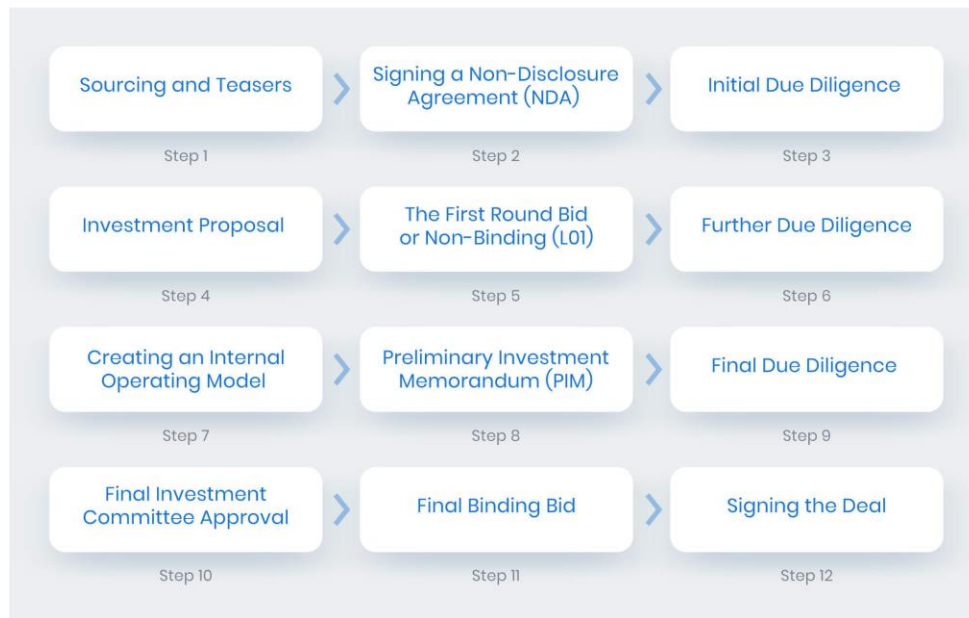 Sourcing and Teasers
Step 1
Signing a Non-Disclosure
Agreement (NDA)
Step 2
Initial Due Diligence
Step 3
Investment Proposal
Step 4
The First Round Bid
or Non-Binding (L01)
Step 5
Further Due Diligence
Step 6
Creating an Internal
Operating Model
Step 7
Preliminary Investment
Memorandum (PIM)
Step 8
Final Due Diligence
Step 9
Final Investment
Committee Approval
Step 10
Final Binding Bid
Step 11
Signing the Deal
Step 12